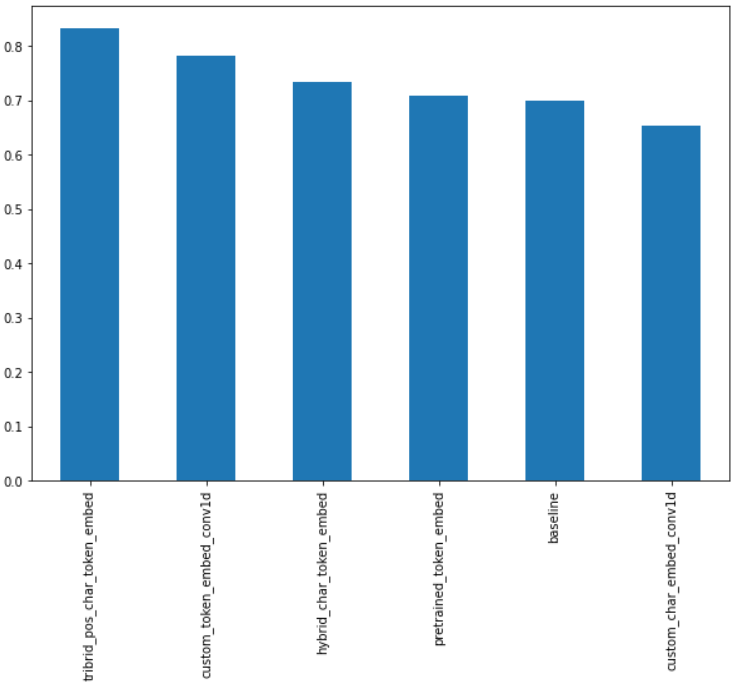 0.8
0.7
0.6
0.5
0.4
0.3
0.2
0.1
0.0
tribrid_pos_char_token_embed
custom_token_embed_conv1d
hybrid_char_token_embed
pretrained_token_embed
baseline
custom_char_embed_conv1d